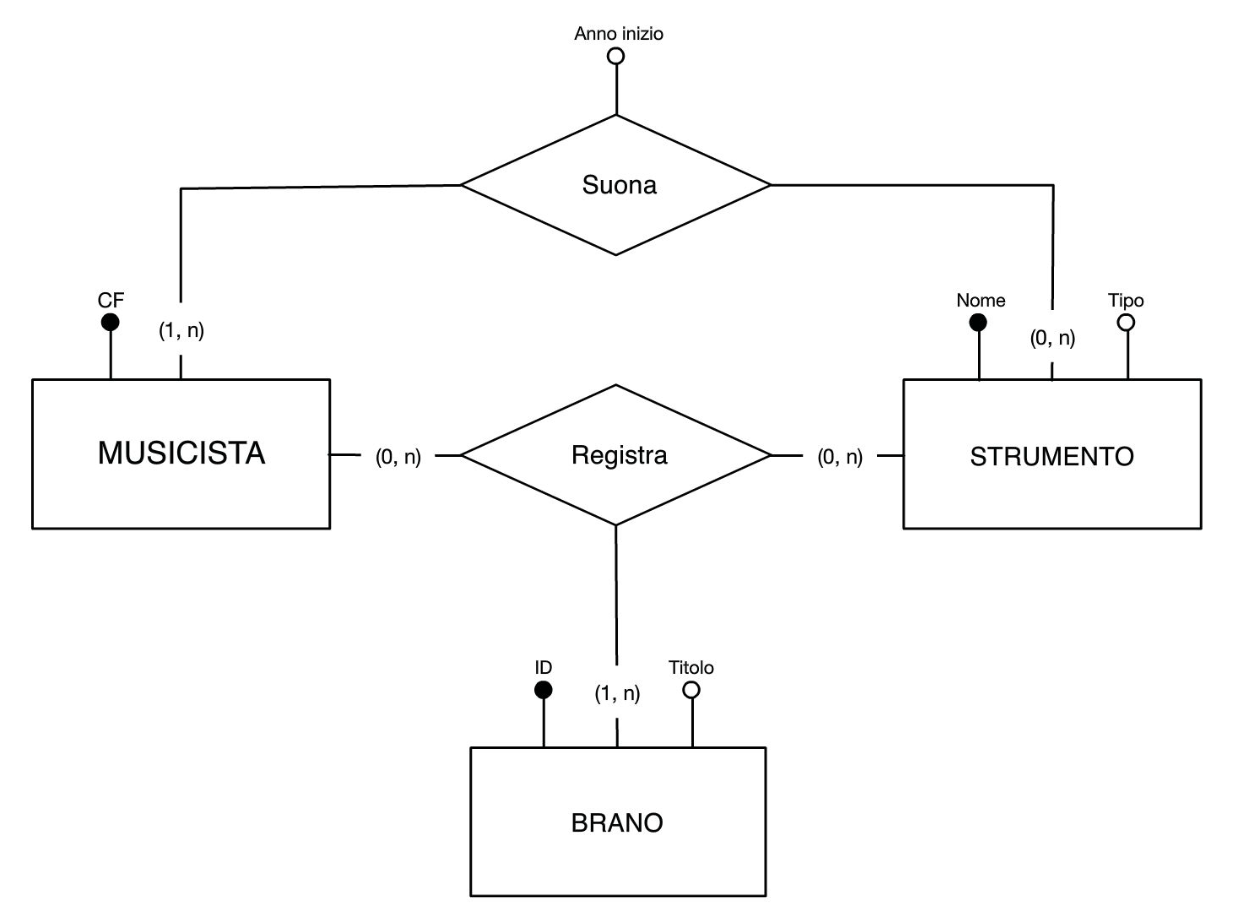 Anno inizio
Suona
CF
(1, n)
Nome
(0, n)
Tipo
MUSICISTA
(0, n)
Registra
(0, n)
STRUMENTO
ID
(1, n)
Titolo
BRANO